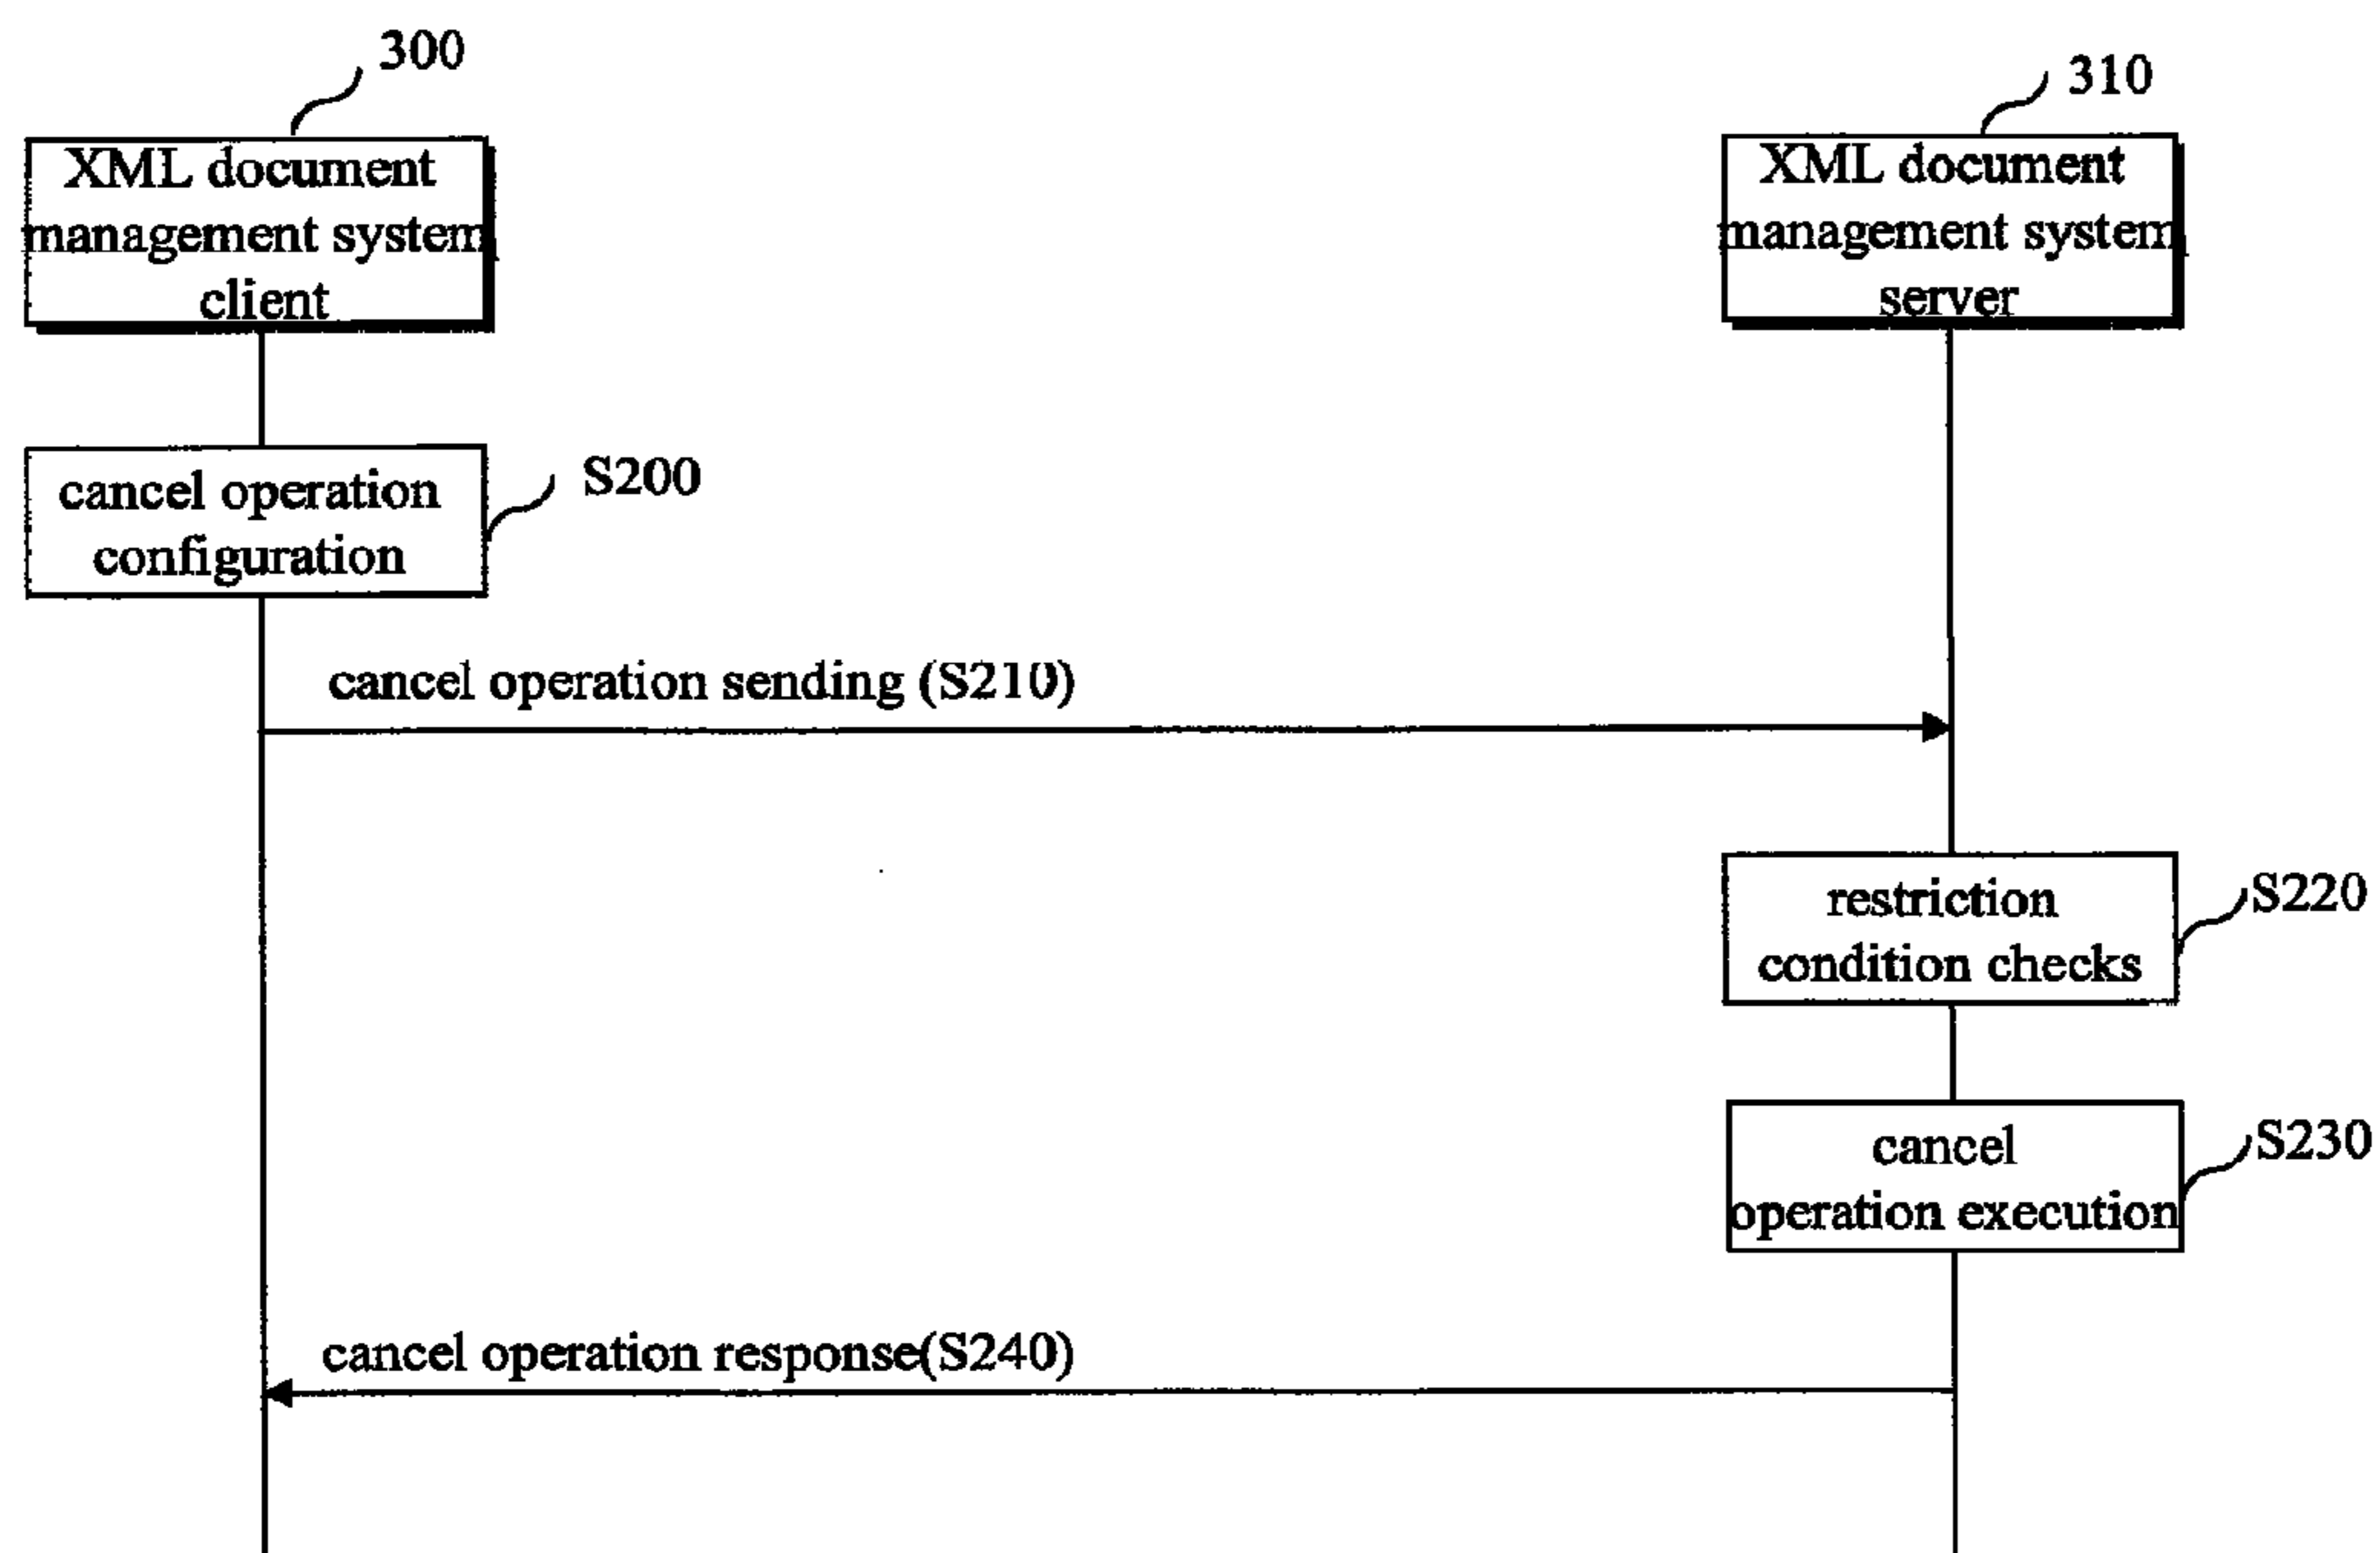 300
310
XML document
management system
client
XML document
management system
server
cancel operation
configuration
S200
cancel operation sending (S210)
restriction
condition checks
S220
cancel
operation execution
S230
cancel operation response(S240)